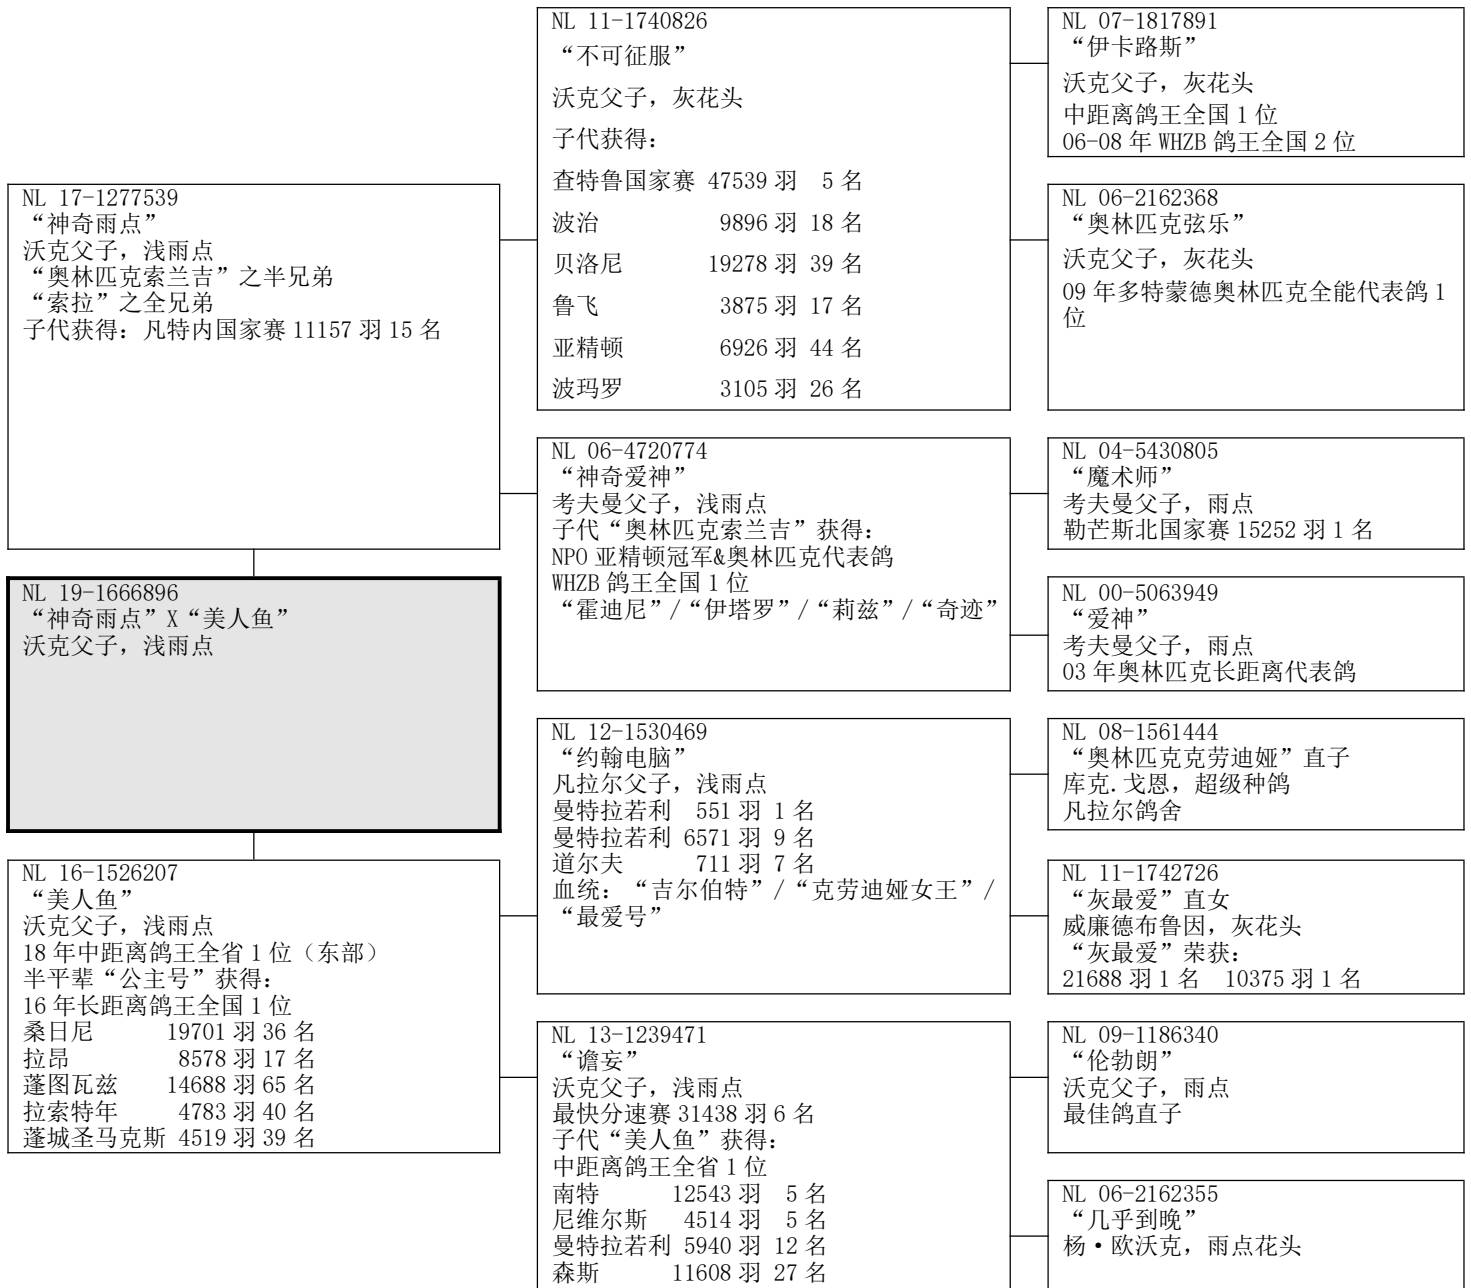 NL 17-1277539
“神奇雨点”
沃克父子，浅雨点
“奥林匹克索兰吉”之半兄弟
“索拉”之全兄弟
子代获得：凡特内国家赛 11157 羽 15 名
NL 19-1666896
“神奇雨点”X“美人鱼”
沃克父子，浅雨点
NL 16-1526207
“美人鱼”
沃克父子，浅雨点
18 年中距离鸽王全省 1 位（东部）
半平辈“公主号”获得：
16 年长距离鸽王全国 1 位
桑日尼 19701 羽 36 名
拉昂 8578 羽 17 名
蓬图瓦兹 14688 羽 65 名
拉索特年 4783 羽 40 名
蓬城圣马克斯 4519 羽 39 名
NL 11-1740826
“不可征服”
沃克父子，灰花头
子代获得：
查特鲁国家赛 47539 羽 5 名
波治 9896 羽 18 名
贝洛尼 19278 羽 39 名
鲁飞 3875 羽 17 名
亚精顿 6926 羽 44 名
波玛罗 3105 羽 26 名
NL 06-4720774
“神奇爱神”
考夫曼父子，浅雨点
子代“奥林匹克索兰吉”获得：
NPO 亚精顿冠军&奥林匹克代表鸽
WHZB 鸽王全国 1 位
“霍迪尼”/“伊塔罗”/“莉兹”/“奇迹”
NL 12-1530469
“约翰电脑”
凡拉尔父子，浅雨点
曼特拉若利 551 羽 1 名
曼特拉若利 6571 羽 9 名
道尔夫 711 羽 7 名
血统：“吉尔伯特”/“克劳迪娅女王”/
“最爱号”
NL 13-1239471
“谵妄”
沃克父子，浅雨点
最快分速赛 31438 羽 6 名
子代“美人鱼”获得：
中距离鸽王全省 1 位
南特 12543 羽 5 名
尼维尔斯 4514 羽 5 名
曼特拉若利 5940 羽 12 名
森斯 11608 羽 27 名
NL 07-1817891
“伊卡路斯”
沃克父子，灰花头
中距离鸽王全国 1 位
06-08 年 WHZB 鸽王全国 2 位
NL 06-2162368
“奥林匹克弦乐”
沃克父子，灰花头
09 年多特蒙德奥林匹克全能代表鸽 1
位
NL 04-5430805
“魔术师”
考夫曼父子，雨点
勒芒斯北国家赛 15252 羽 1 名
NL 00-5063949
“爱神”
考夫曼父子，雨点
03 年奥林匹克长距离代表鸽
NL 08-1561444
“奥林匹克克劳迪娅”直子
库克.戈恩，超级种鸽
凡拉尔鸽舍
NL 11-1742726
“灰最爱”直女
威廉德布鲁因，灰花头
“灰最爱”荣获：
21688 羽 1 名 10375 羽 1 名
NL 09-1186340
“伦勃朗”
沃克父子，雨点
最佳鸽直子
NL 06-2162355
“几乎到晚”
杨·欧沃克，雨点花头